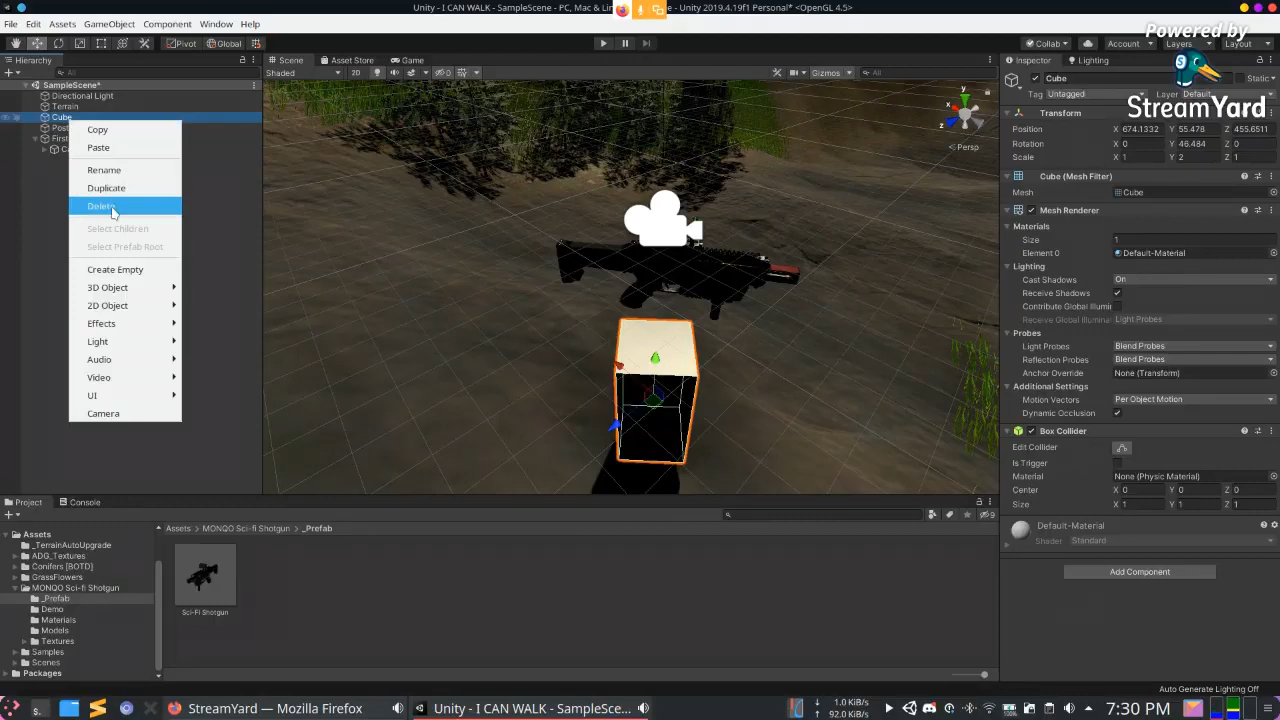 Unity - I CAN WALK - SampleScene - PC, Mac & Lin
e - Unity 2019.4.19f1 Personal* <OpenGL 4.5>
File Edit Assets GameObject Component Window Help
Powered by
StreamYard
Pivot Global
Collab Account Layers Layout
Hierarchy
All
SampleScene*
Directional Light
Terrain
Cube
Post
First
C
Copy
Paste
Rename
Duplicate
Delete
Select Children
Select Prefab Root
Create Empty
3D Object
2D Object
Effects
Light
Audio
Video
UI
Camera
Scene Asset Store Game
Shaded 2D 0 Gizmos All
y
x
z
Persp
Inspector Lighting
Cube Static
Tag Untagged Layer Default
Transform
Position X 674.1332 Y 55.478 Z 455.6511
Rotation X 0 Y 46.484 Z 0
Scale X 1 Y 2 Z 1
Cube (Mesh Filter)
Mesh Cube
Mesh Renderer
Materials
Size 1
Element 0 Default-Material
Lighting
Cast Shadows On
Receive Shadows
Contribute Global Illumi
Receive Global Illumina Light Probes
Probes
Light Probes Blend Probes
Reflection Probes Blend Probes
Anchor Override None (Transform)
Additional Settings
Motion Vectors Per Object Motion
Dynamic Occlusion
Box Collider
Edit Collider
Is Trigger
Material None (Physic Material)
Center X 0 Y 0 Z 0
Size X 1 Y 1 Z 1
Default-Material
Shader Standard
Add Component
Project Console
9
Assets
_TerrainAutoUpgrade
ADG_Textures
Conifers [BOTD]
GrassFlowers
MONQO Sci-fi Shotgun
_Prefab
Demo
Materials
Models
Textures
Samples
Scenes
Packages
Assets MONQO Sci-fi Shotgun _Prefab
Sci-Fi Shotgun
Auto Generate Lighting Off
StreamYard — Mozilla Firefox
Unity - I CAN WALK - SampleSce...
1.0 KiB/s
92.0 KiB/s
7:30 PM